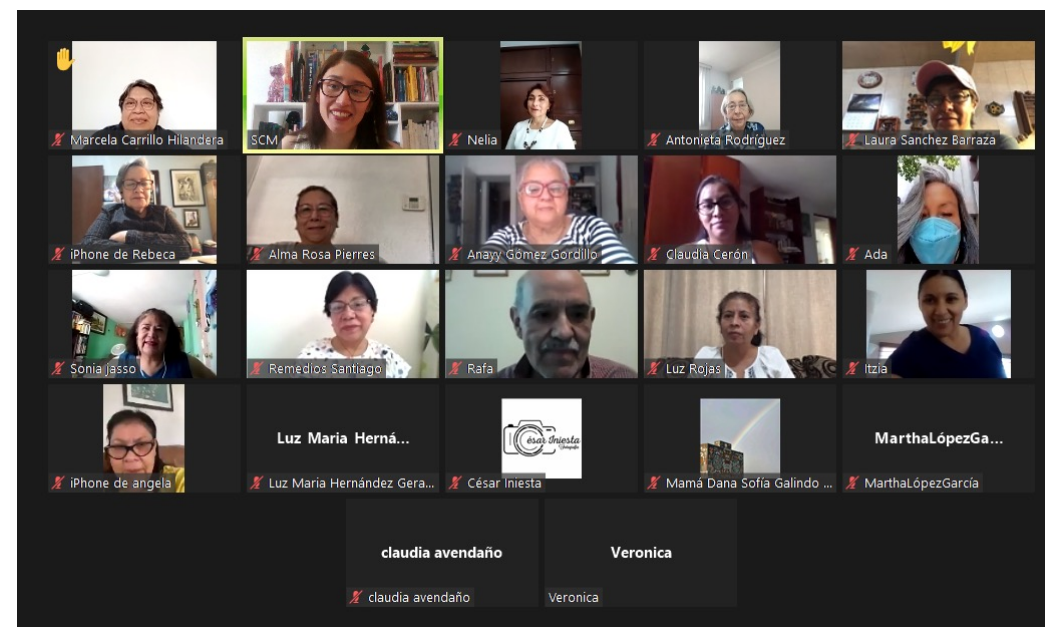 Marcela Carrillo Hilandera
SCM
Nelia
Antonieta Rodríguez
Laura Sanchez Barraza
iPhone de Rebeca
Alma Rosa Pierres
Anayy Gómez Gordillo
Claudia Cerón
Ada
Sonia jasso
Remedios Santiago
Rafa
Luz Rojas
Itzia
iPhone de angela
Luz Maria Herná...
Luz Maria Hernández Gera...
César Iniesta
Fotografía
César Iniesta
Mamá Dana Sofía Galindo ...
MarthaLópezGa...
MarthaLópezGarcía
claudia avendaño
claudia avendaño
Veronica
Veronica